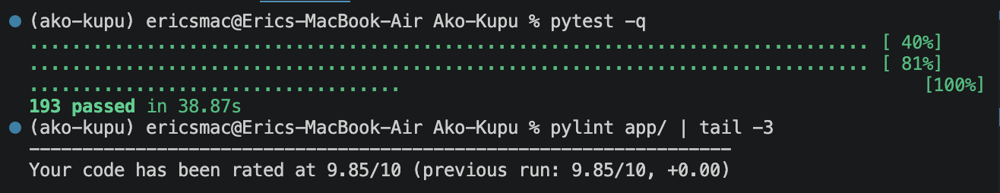 (ako-kupu) ericsmac@Erics-MacBook-Air Ako-Kupu % pytest -q
............................................................................... [ 40%]
............................................................................... [ 81%]
................................... [100%]
193 passed in 38.87s
(ako-kupu) ericsmac@Erics-MacBook-Air Ako-Kupu % pylint app/ | tail -3
------------------------------------------------------------------
Your code has been rated at 9.85/10 (previous run: 9.85/10, +0.00)